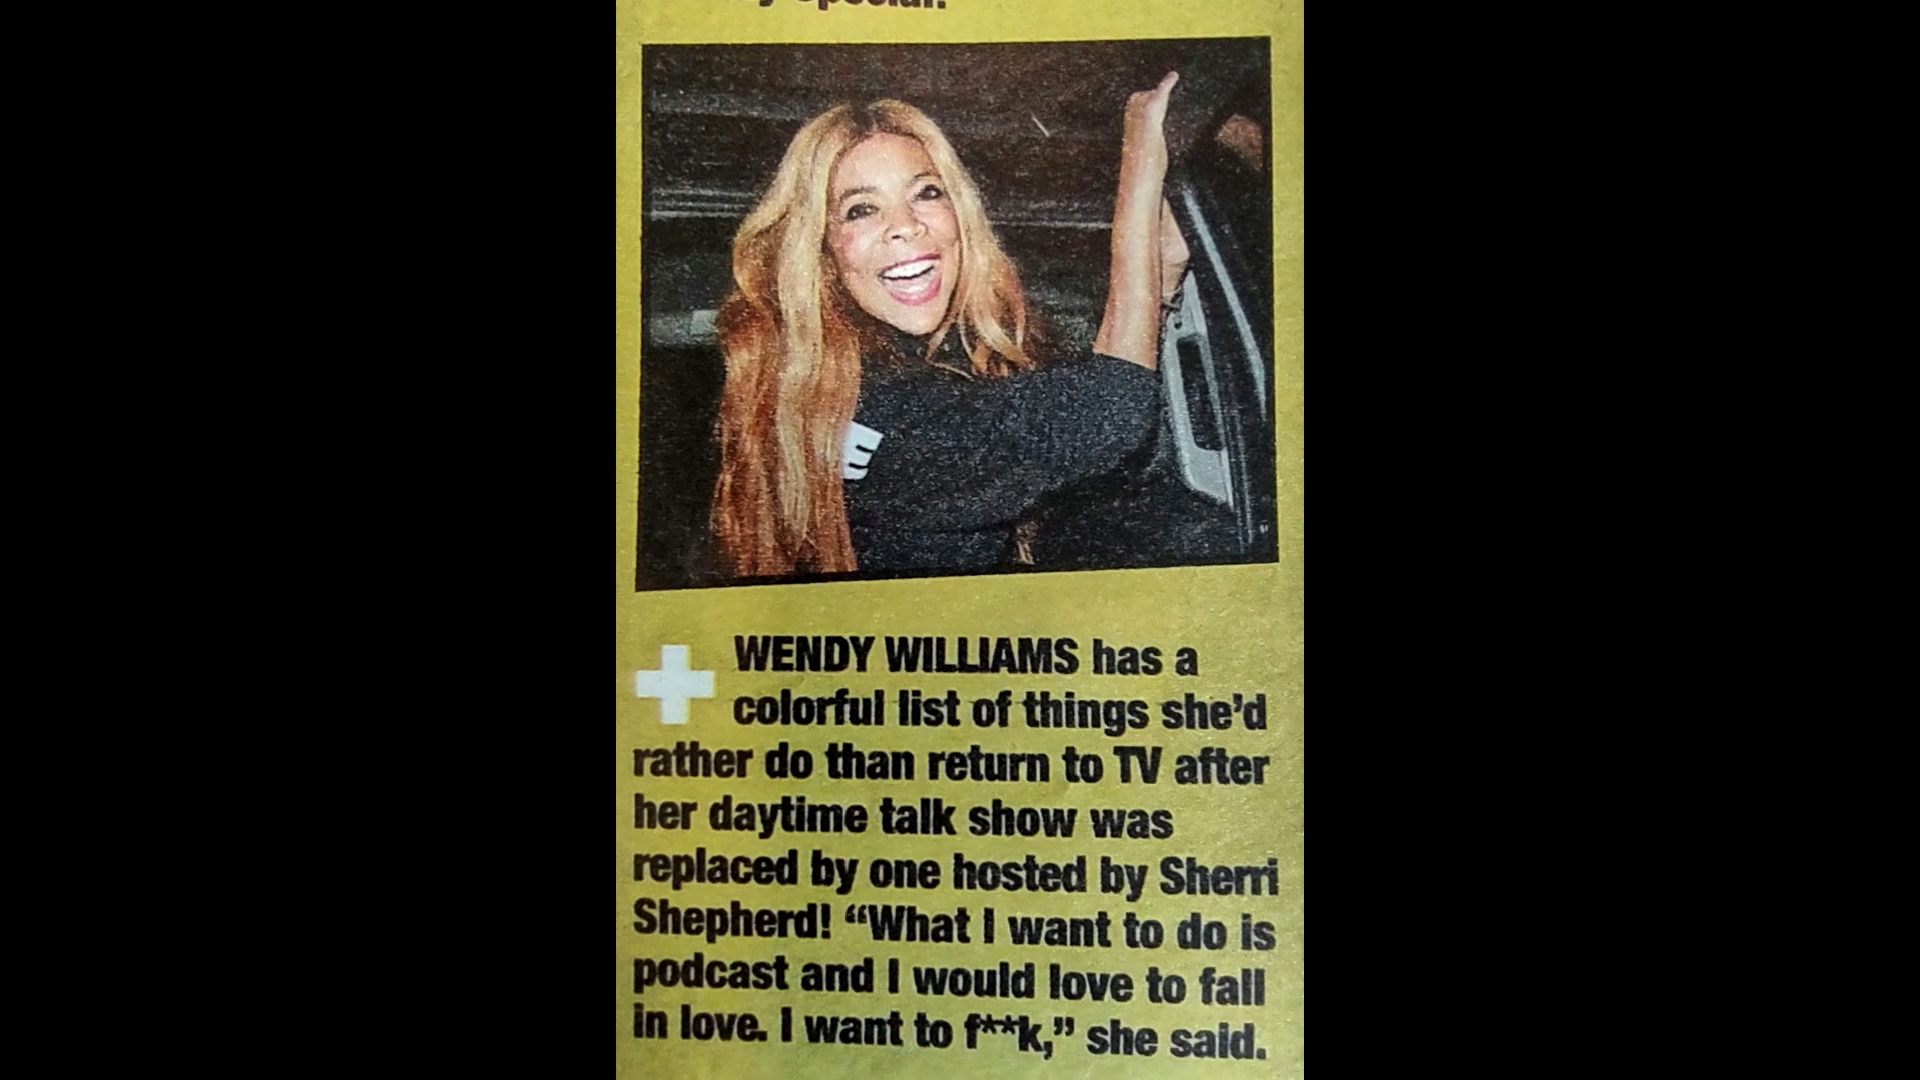 special.
E
WENDY WILLIAMS has a
colorful list of things she’d
rather do than return to TV after
her daytime talk show was
replaced by one hosted by Sherri
Shepherd! “What I want to do is
podcast and I would love to fall
in love. I want to f**k,” she said.